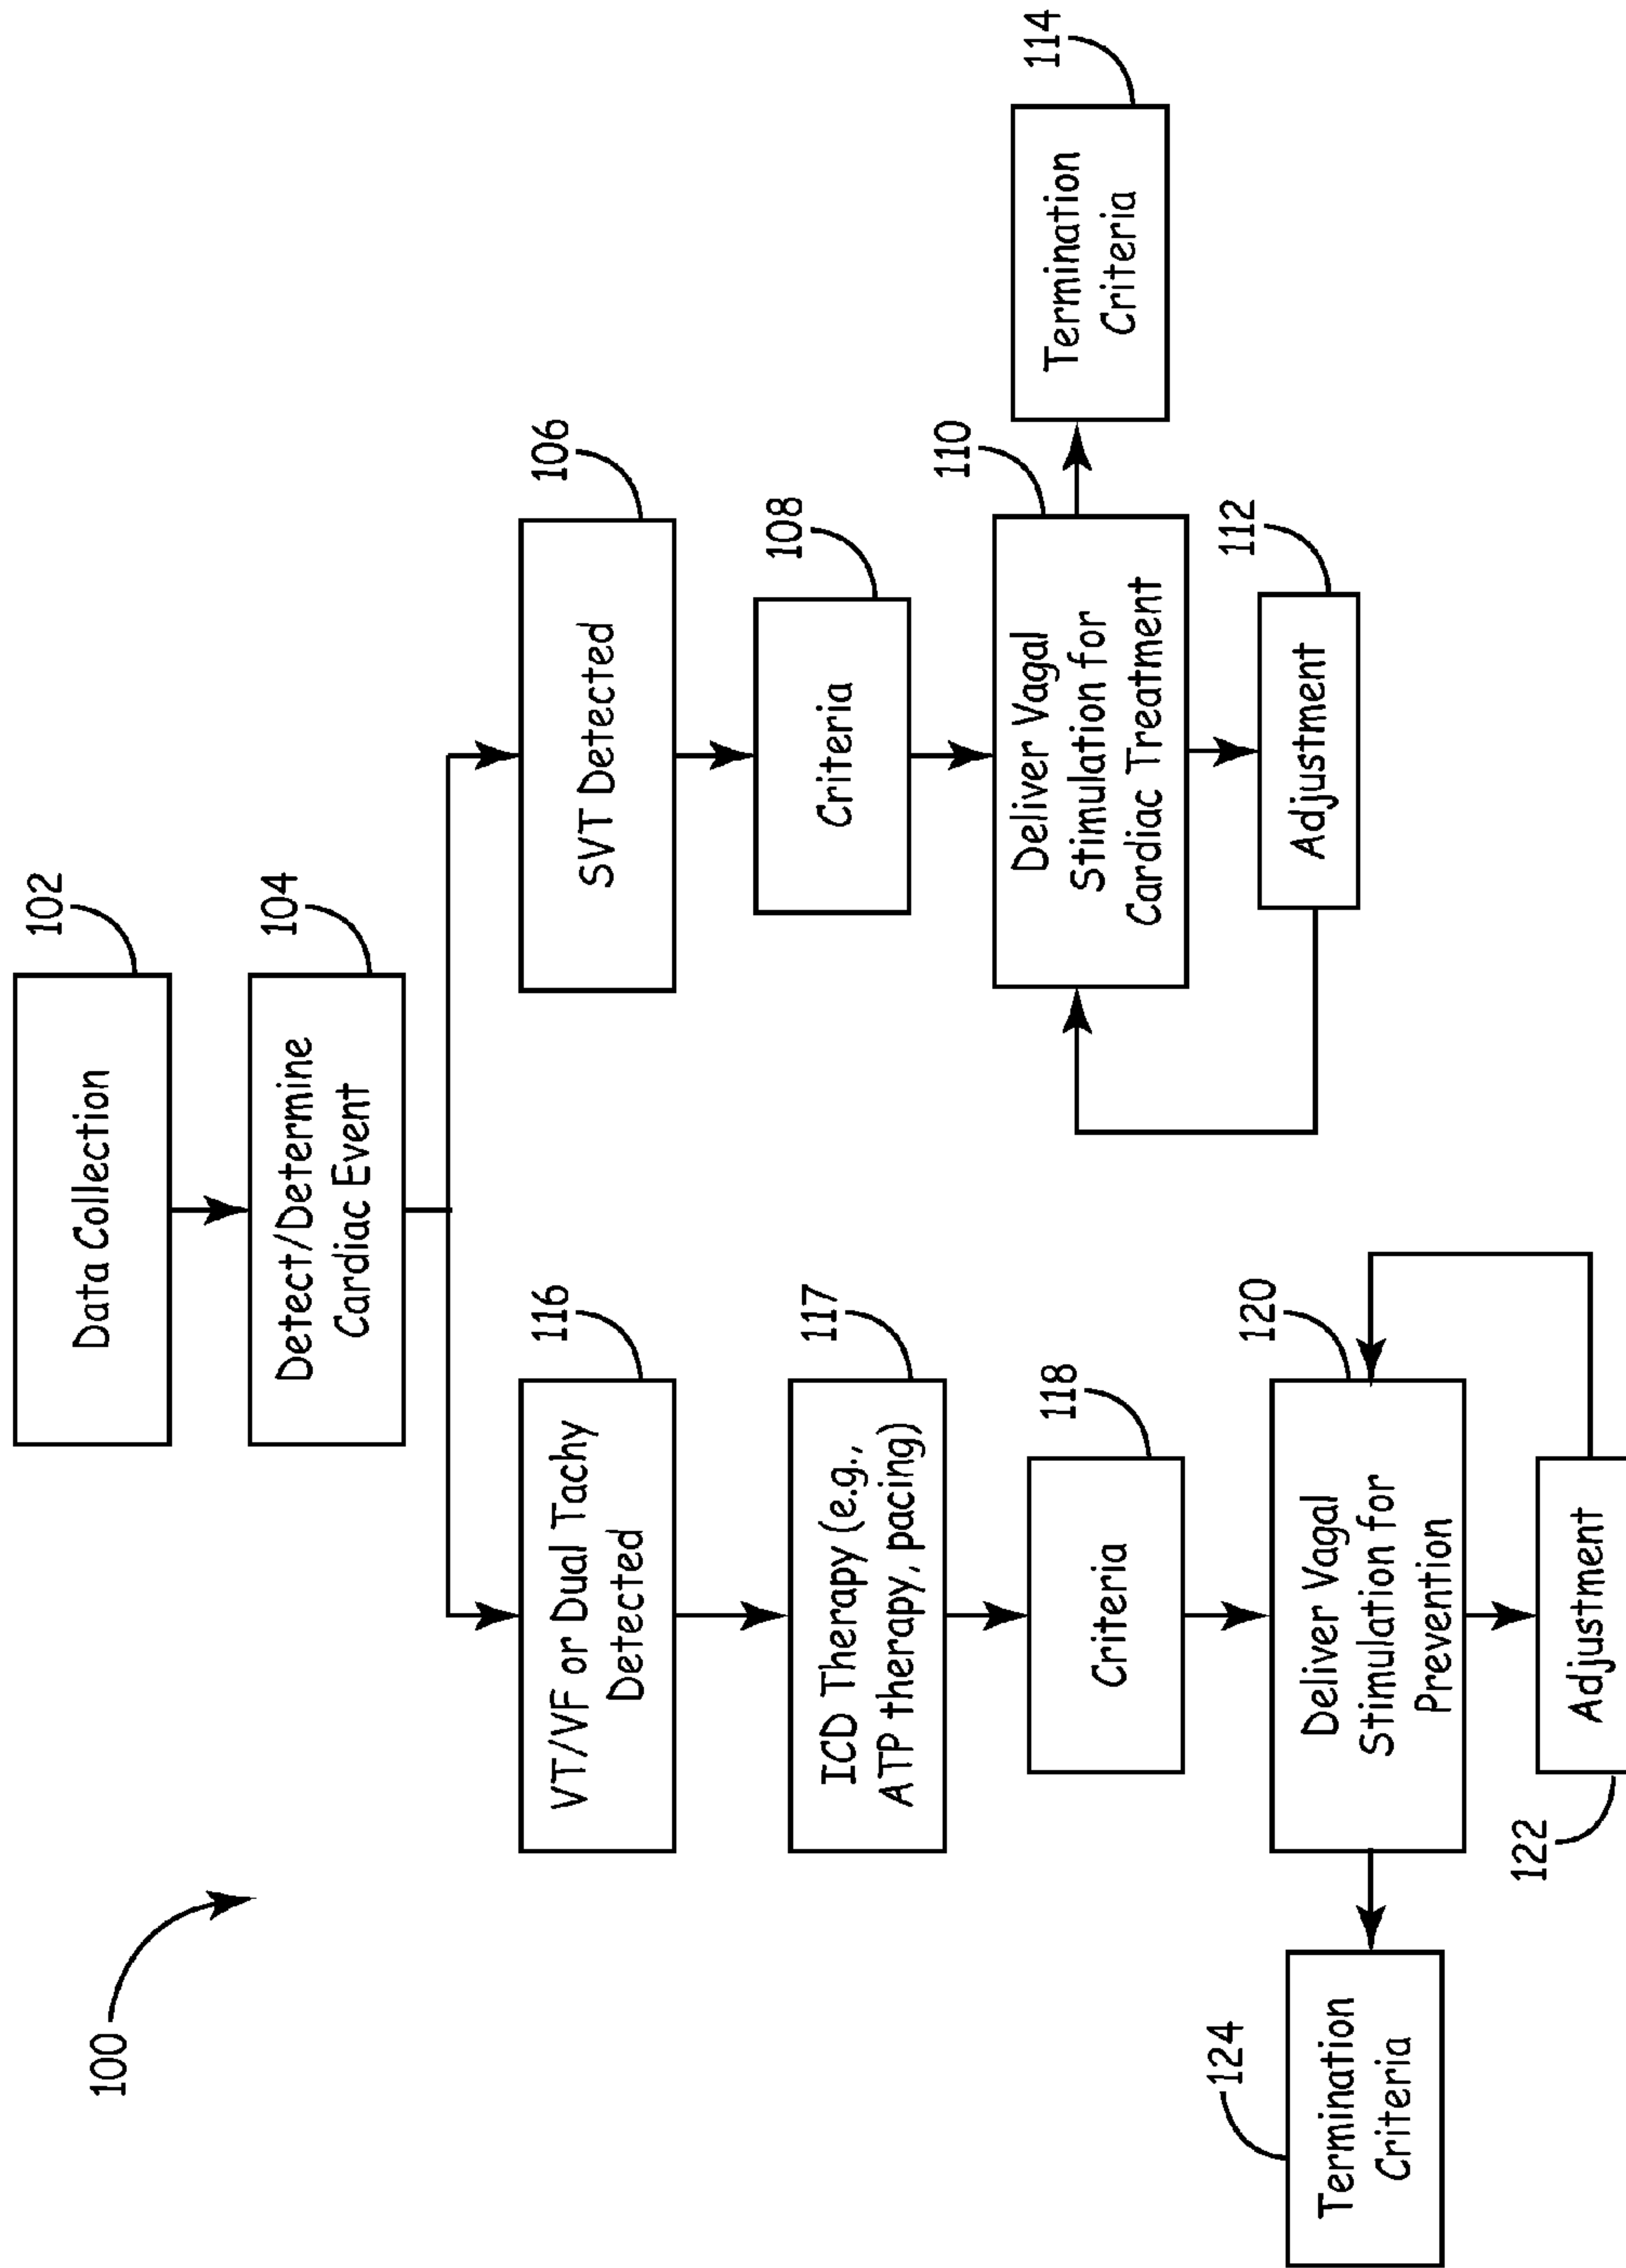 100
Data Collection
102
Detect/Determine
Cardiac Event
104
VT/VF or Dual Tachy
Detected
116
SVT Detected
106
ICD Therapy (e.g.,
ATP therapy, pacing)
117
Criteria
108
Criteria
118
Deliver Vagal
Stimulation for
Cardiac Treatment
110
Termination
Criteria
114
Adjustment
112
Deliver Vagal
Stimulation for
Prevention
120
Termination
Criteria
124
Adjustment
122